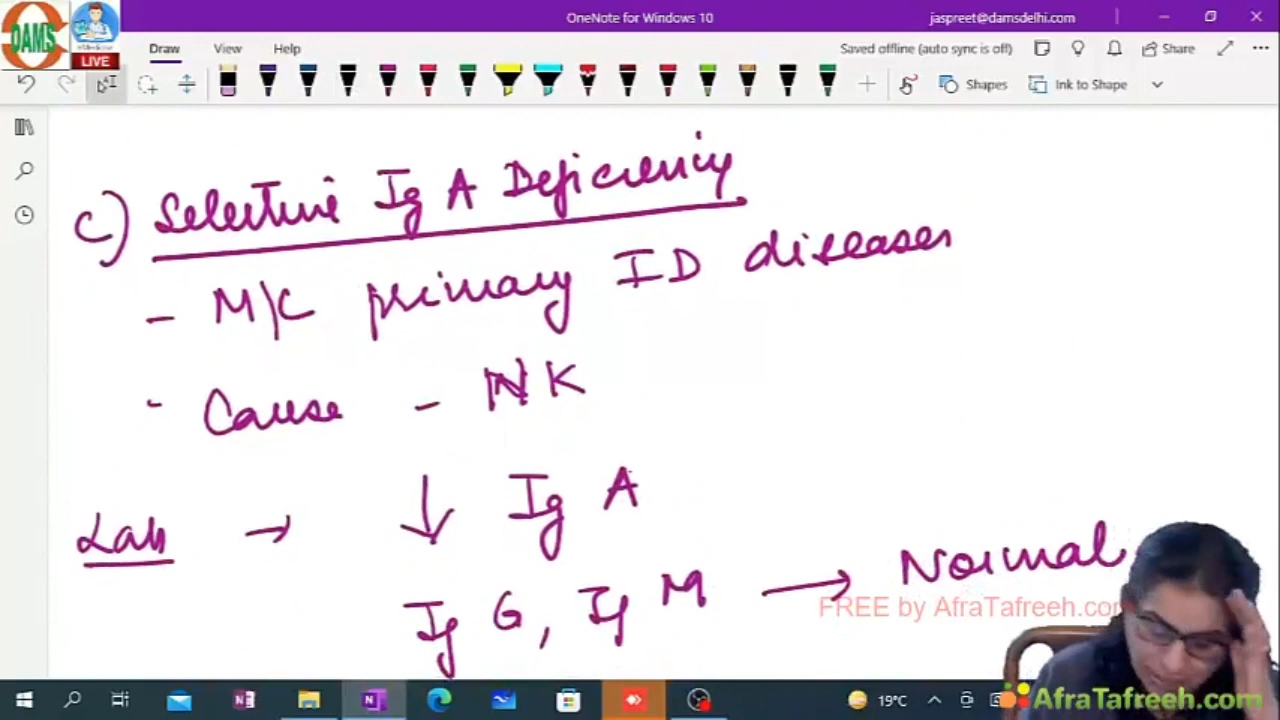 OneNote for Windows 10
jaspreet@damsdelhi.com
DAMS
LIVE
Draw View Help
Saved offline (auto sync is off)
Share
Shapes
Ink to Shape
c) Selective Ig A Deficiency
- M/C primary ID diseases
- Cause - NK
Lab → ↓ Ig A
Ig G, Ig M → Normal
FREE by AfraTafreeh.com
19°C
AfraTafreeh.com